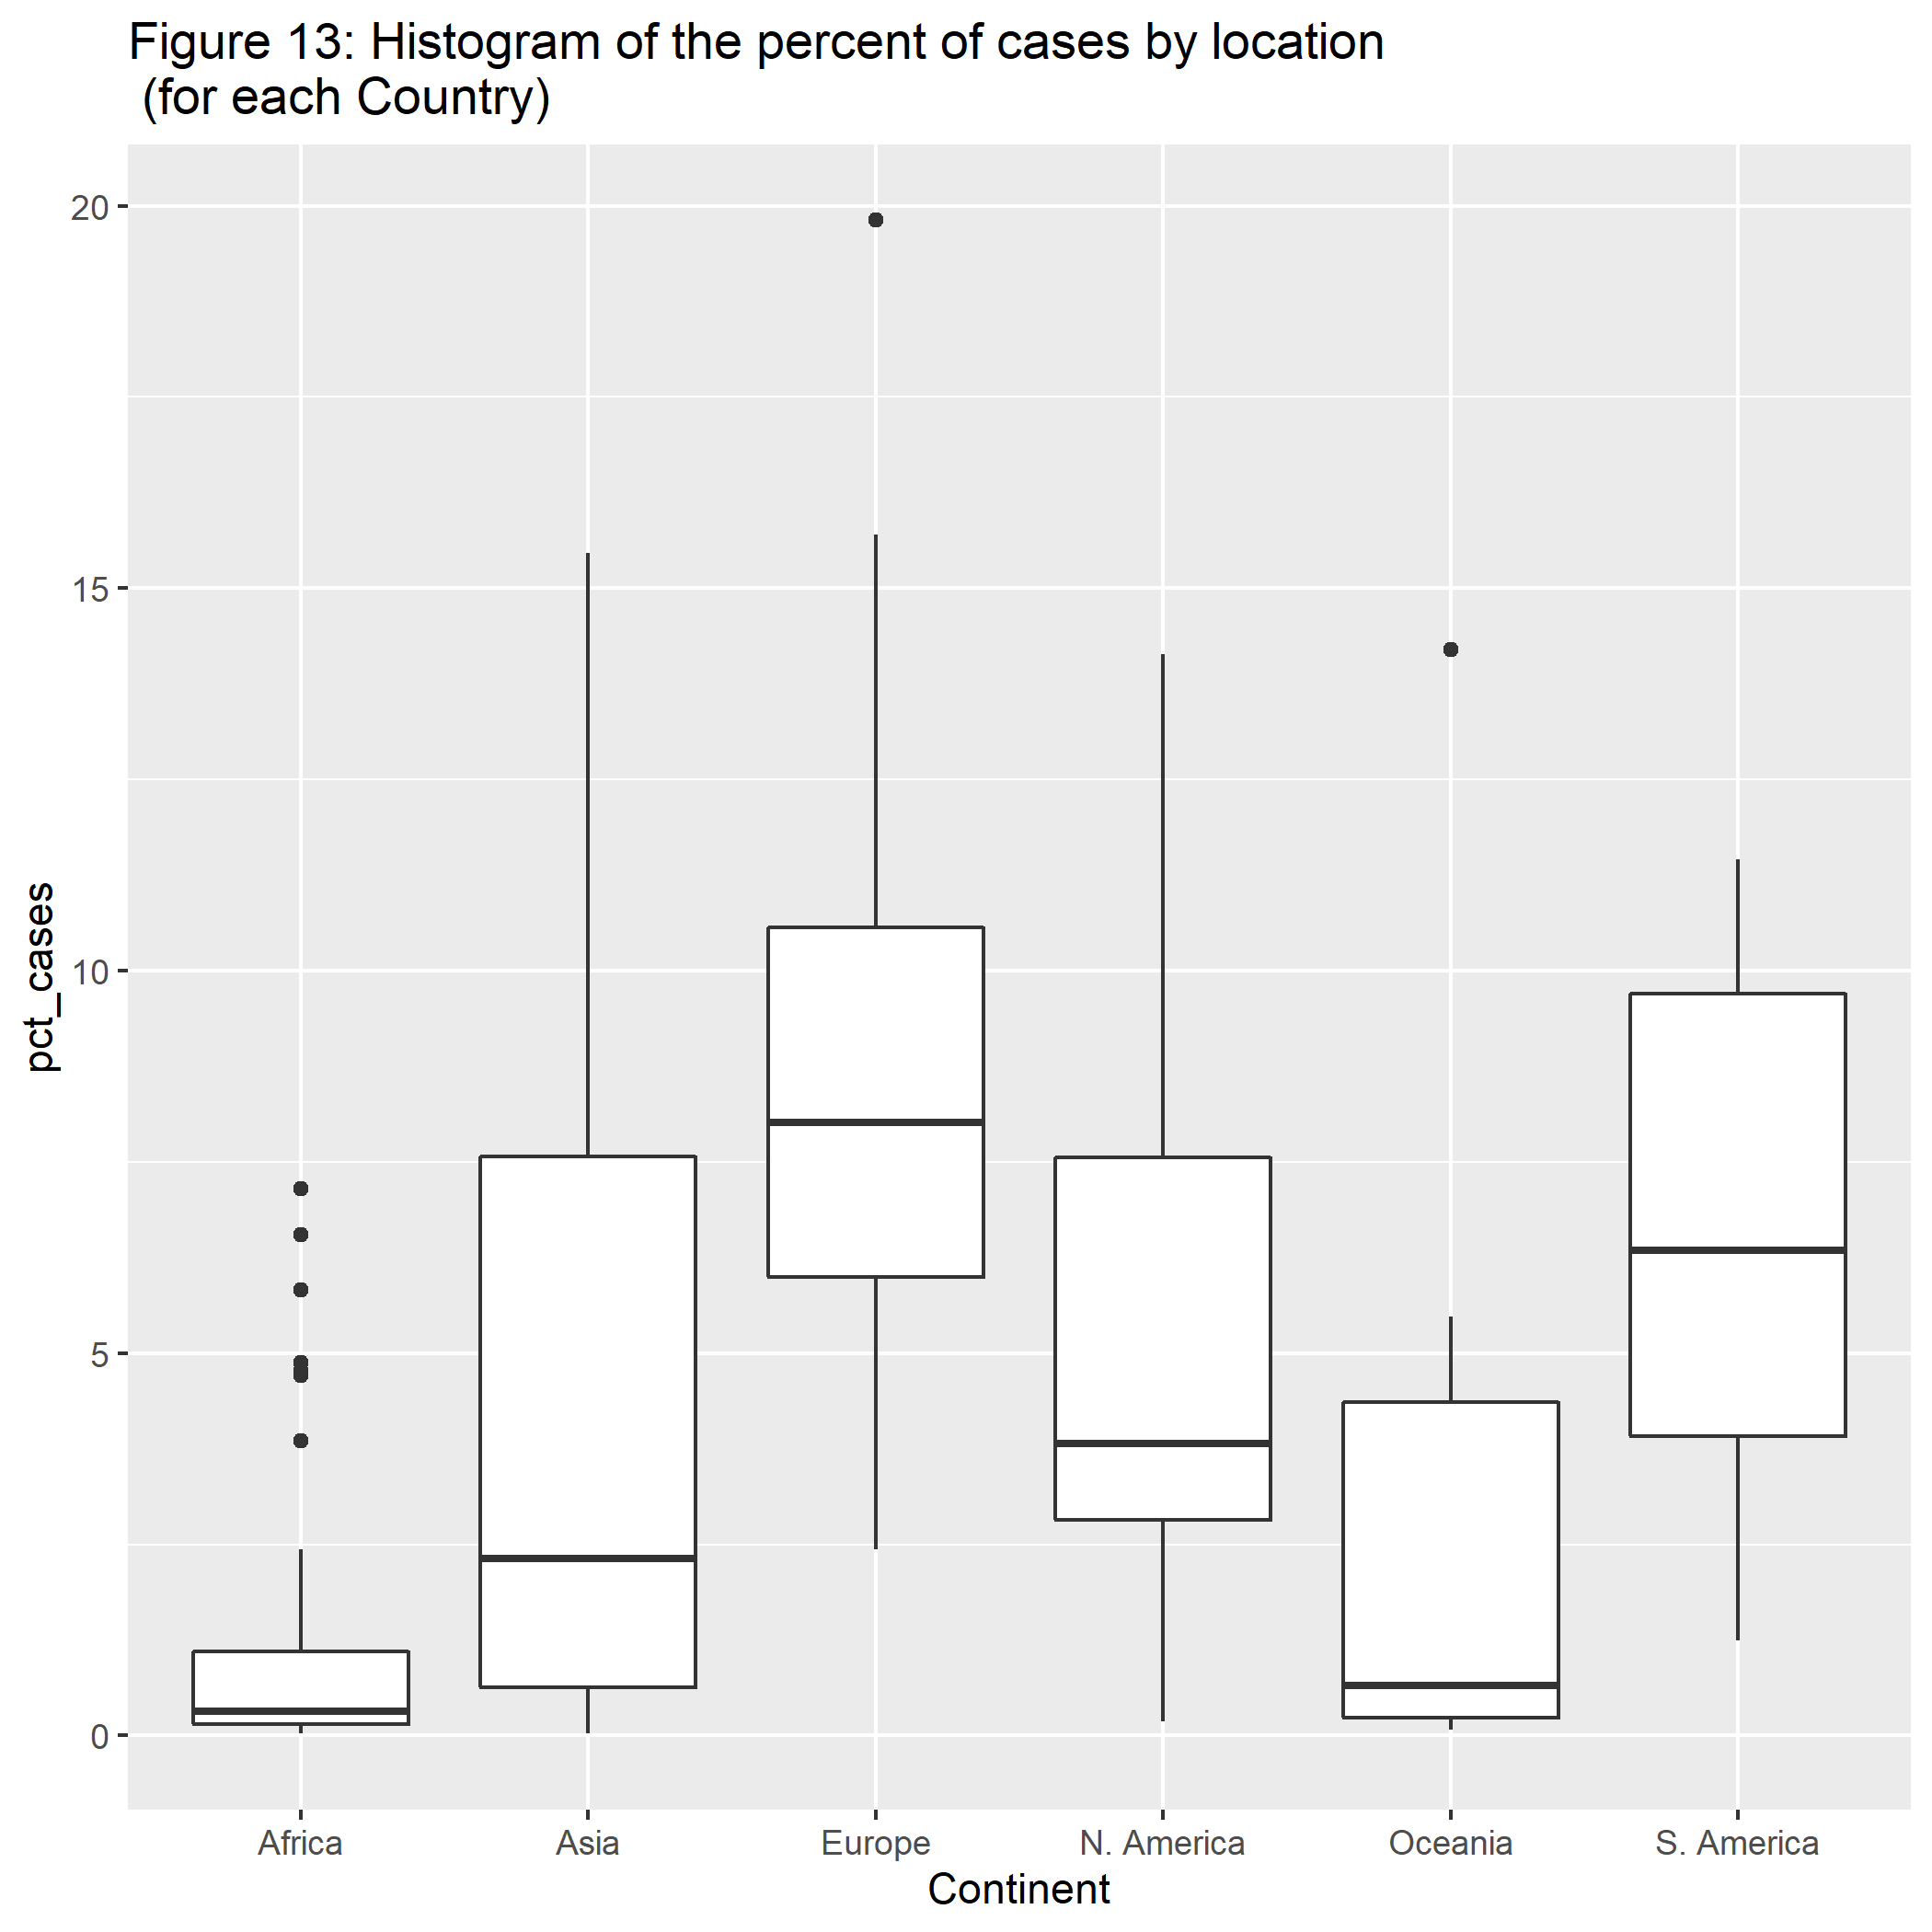 Figure 13: Histogram of the percent of cases by location
(for each Country)
20
15
10
5
0
pct_cases
Africa Asia Europe N. America Oceania S. America
Continent